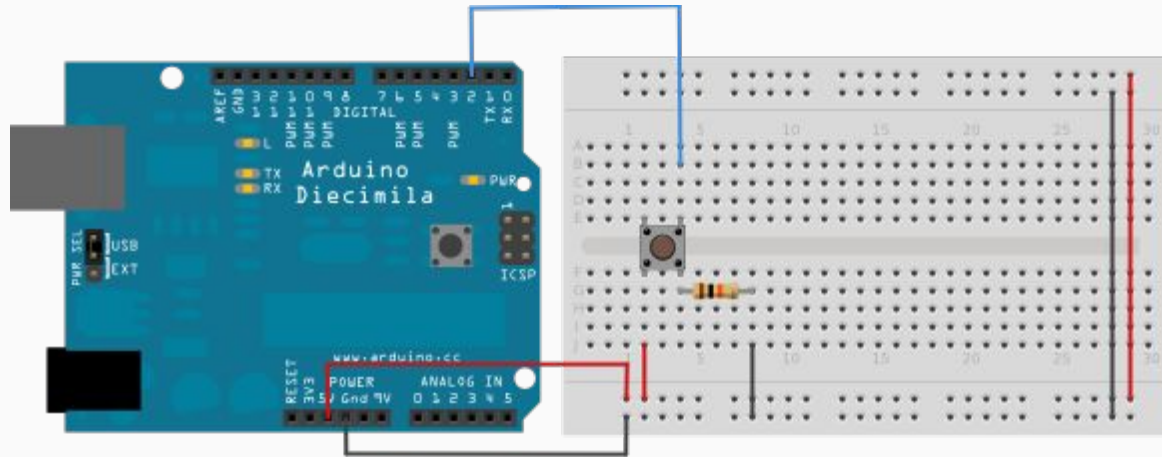 AREF
GND
13
12
11
10
9
8
7
6
5
4
3
2
1
0
PWM
PWM
PWM
PWM
PWM
PWM
TX
RX
DIGITAL
L
TX
RX
Arduino
Diecimila
PWR
1
ICSP
PWR SEL
USB
EXT
www.arduino.cc
POWER
ANALOG IN
RESET
3V3
5V Gnd 9V
0 1 2 3 4 5
1 5 10 15 20 25
A
B
C
D
E
F
G
H
I
J
1 5 10 15 20 25